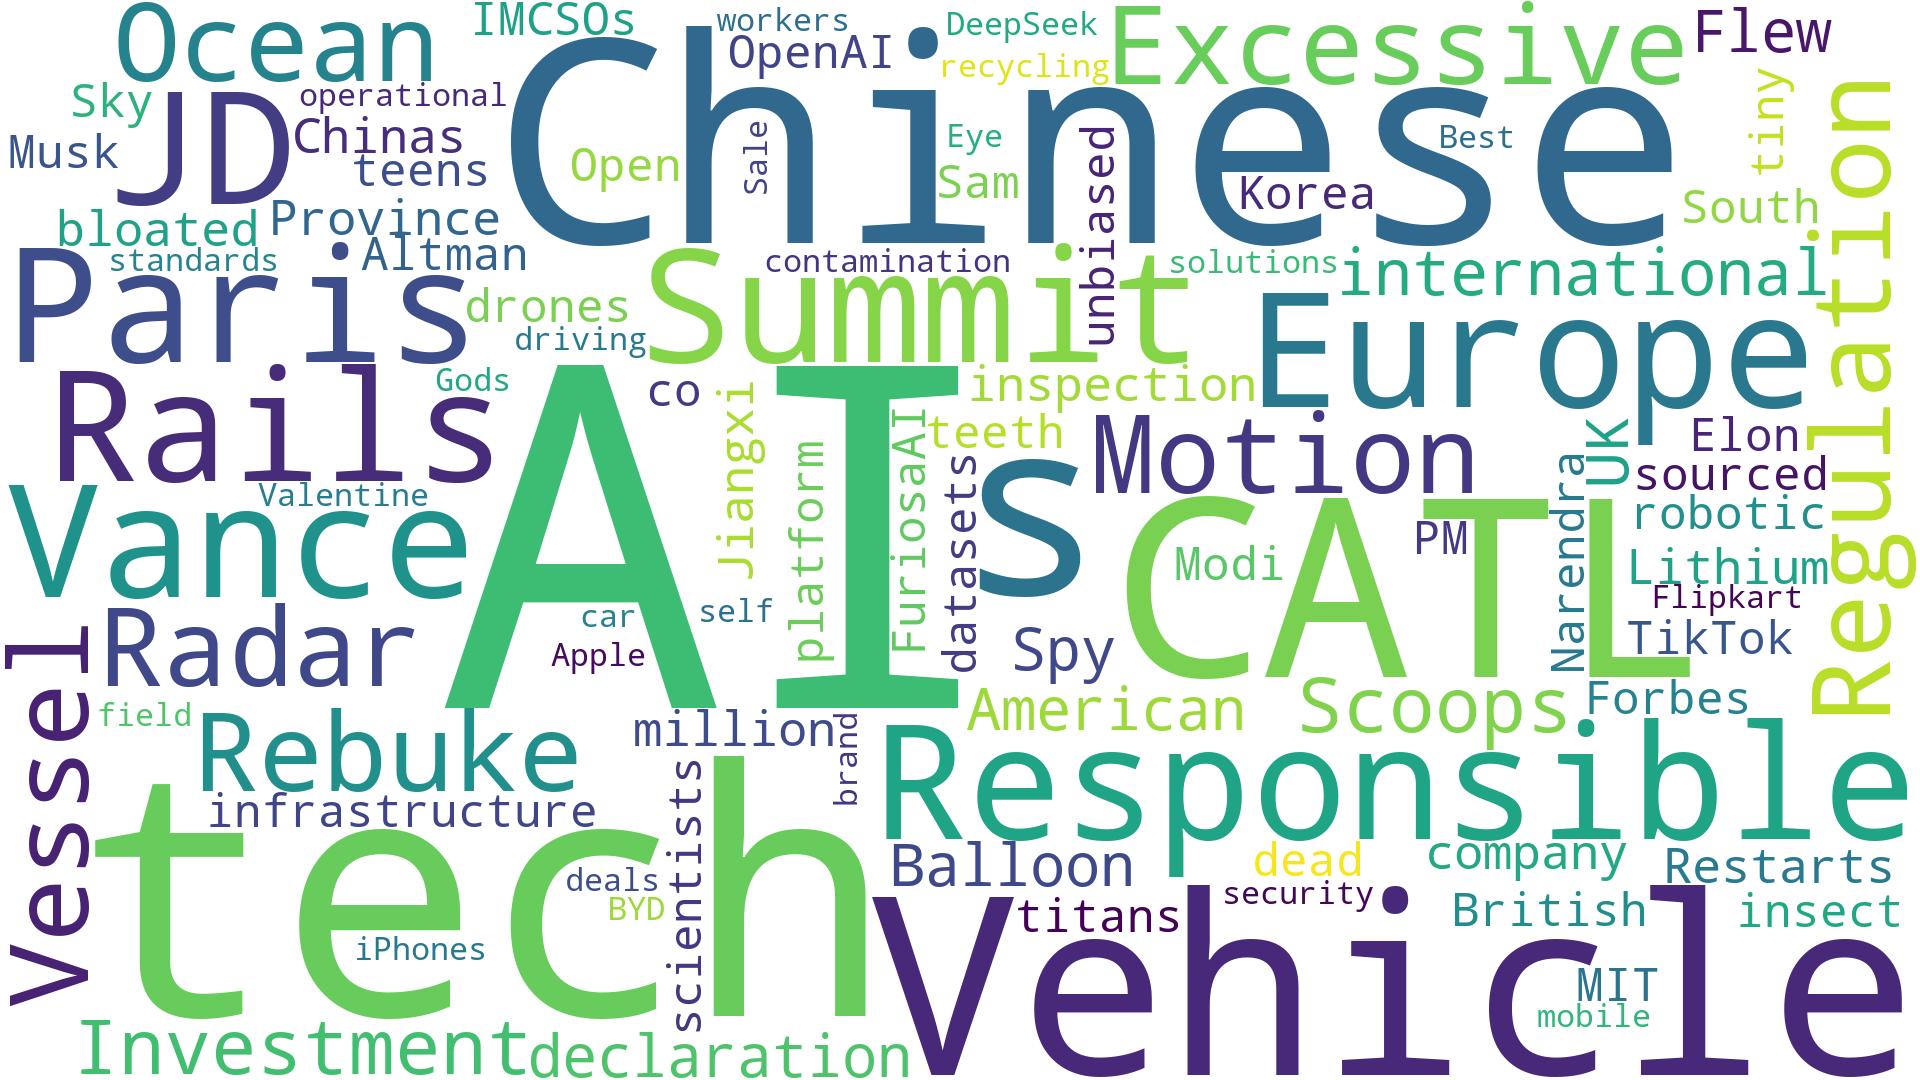 Ocean
IMCSOs
workers
DeepSeek
Excessive
Flew
OpenAI
recycling
Chinese
Sky
JD
operational
Musk
Chinas
teens
Open
Sale
Eye
Sam
unbiased
Best
Korea
tiny
South
Regulation
bloated
Province
standards
Altman
Paris
drones
driving
Summit
contamination
solutions
international
Europe
Rails
Gods
co
AI
Jiangxi
platform
FuriosaAI
inspection
teeth
Motion
UK
Elon
sourced
Vance
Valentine
datasets
s
CATL
Modi
PM
Narendra
robotic
Lithium
Flipkart
TikTok
Vessel
Radar
car
self
Apple
Spy
field
Rebuke
million
brand
American
Scoops
Forbes
infrastructure
scientists
Responsible
tech
deals
BYD
iPhones
Balloon
dead
security
company
Restarts
titans
British
insect
Vehicle
MIT
mobile
Investment
declaration